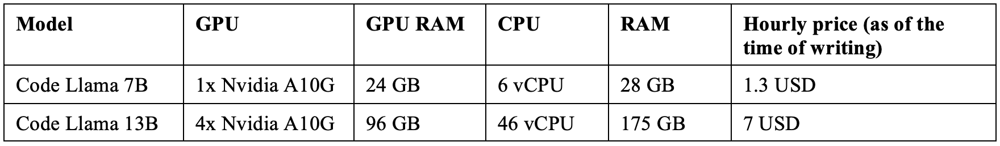 Model GPU GPU RAM CPU RAM Hourly price (as of the
time of writing)
Code Llama 7B 1x Nvidia A10G 24 GB 6 vCPU 28 GB 1.3 USD
Code Llama 13B 4x Nvidia A10G 96 GB 46 vCPU 175 GB 7 USD